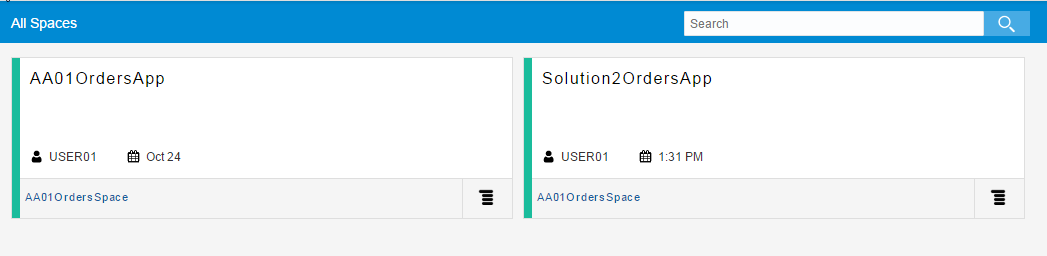 All Spaces
Search
AA01OrdersApp
USER01
Oct 24
AA01OrdersSpace
Solution2OrdersApp
USER01
1:31 PM
AA01OrdersSpace